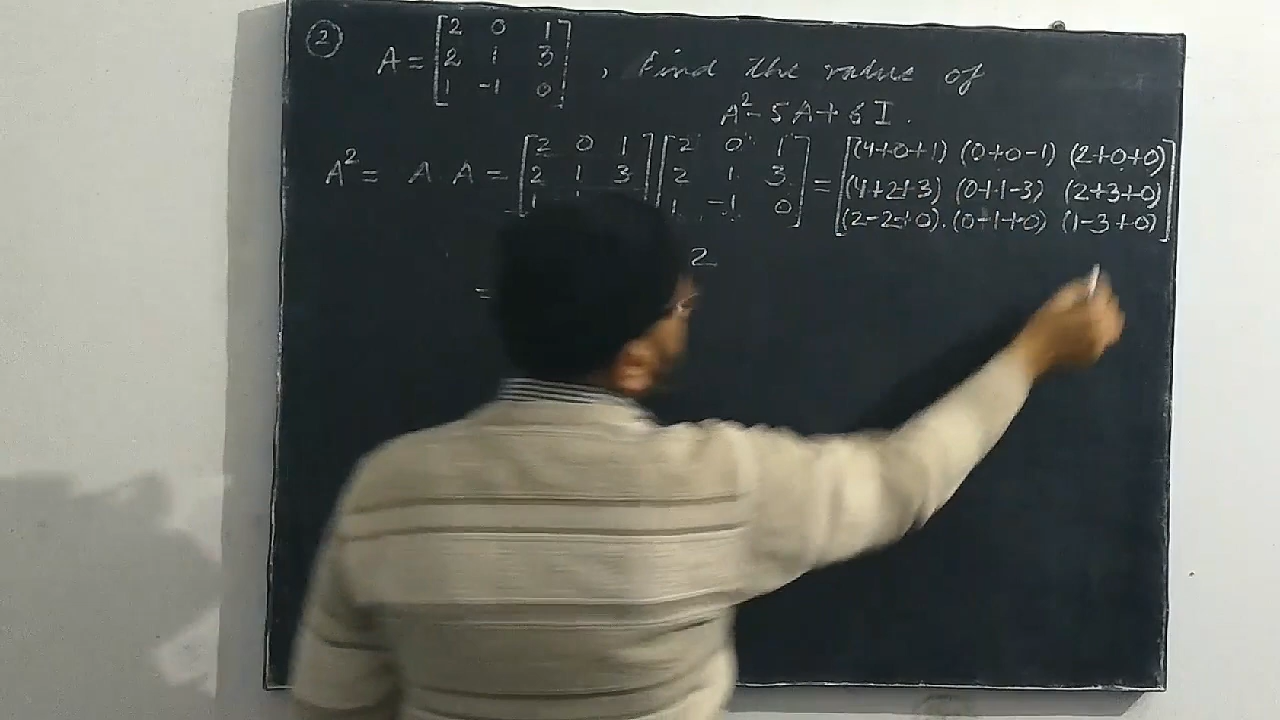 ② A = [2 0 1
2 1 3
1 -1 0] , Find the value of
A² - 5A + 6I.
A² = A A = [2 0 1 2 0 1] = [(4+0+1) (0+0-1) (2+0+0)
2 1 3 2 1 3 (4+2+3) (0+1-3) (2+3+0)
1 1 -1 0 (2-2+0). (0-1+0) (1-3+0)]
2
=